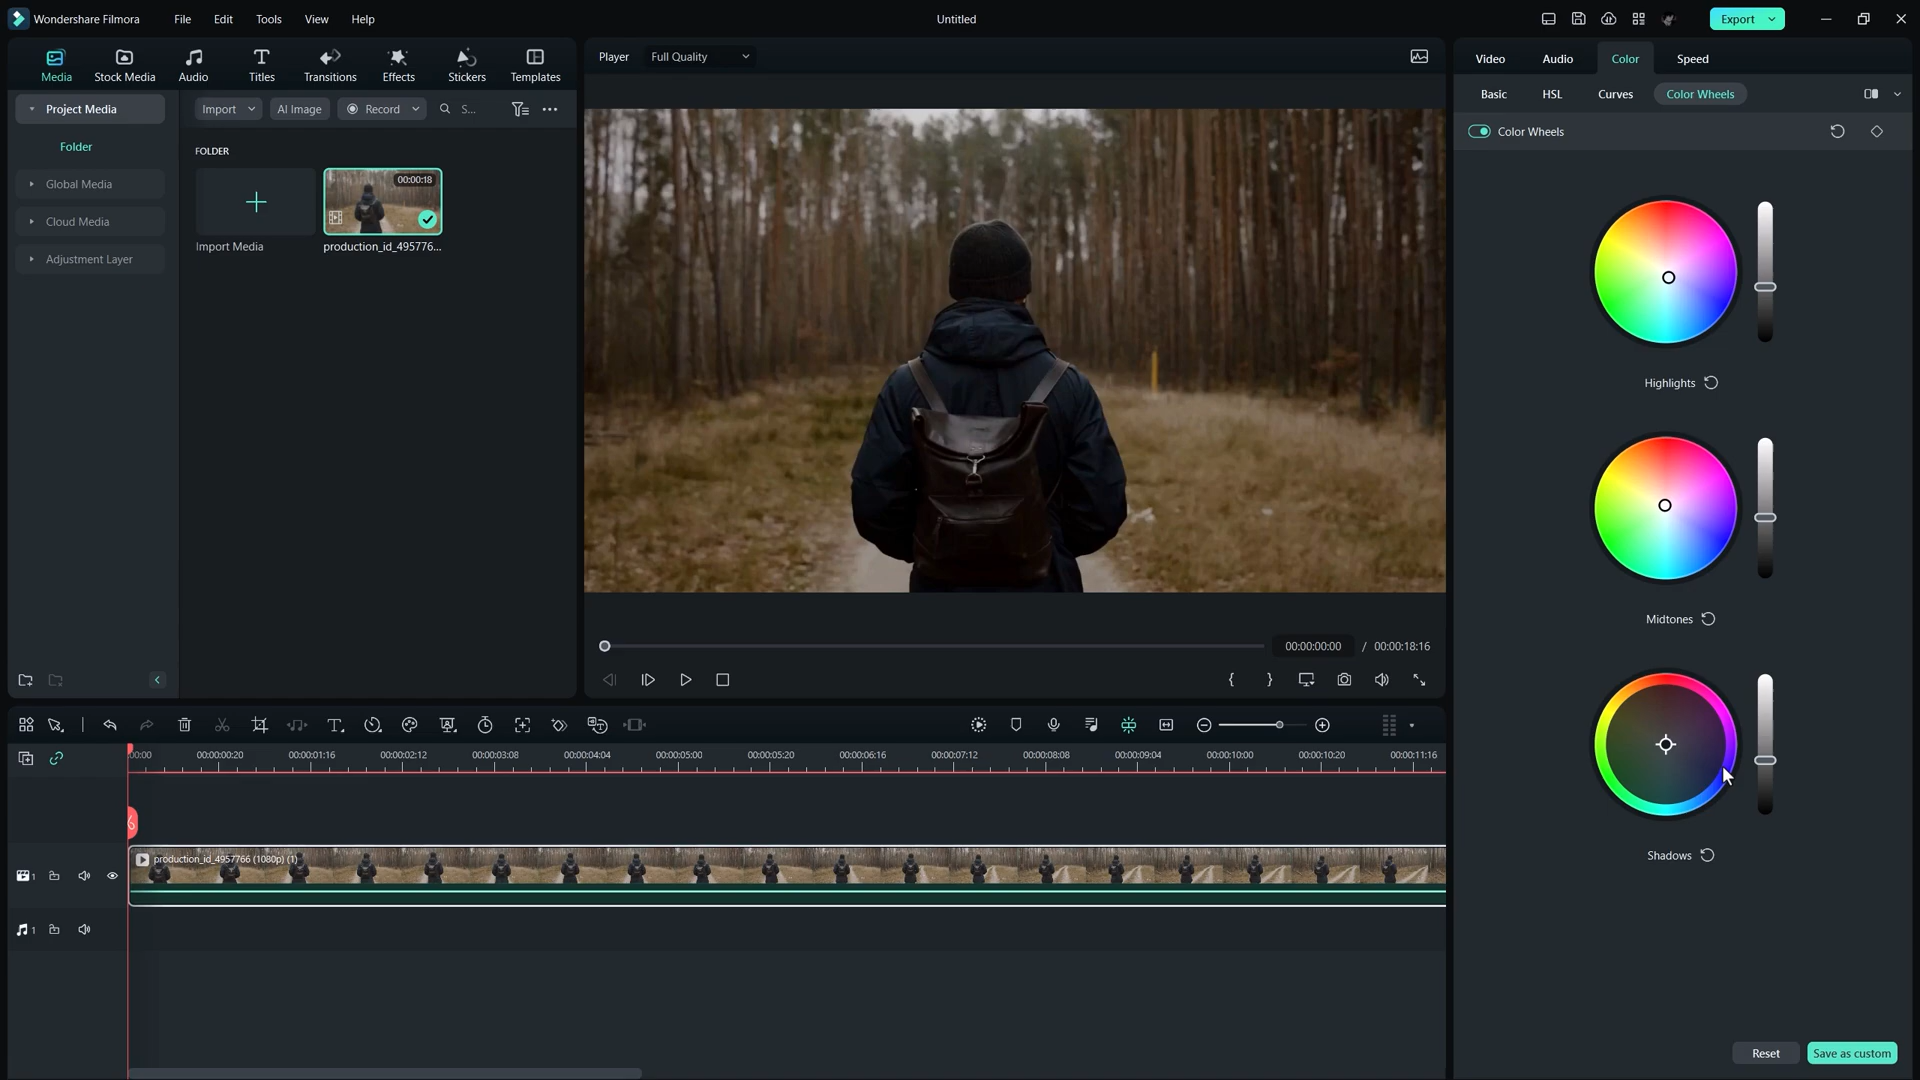 Wondershare Filmora
File
Edit
Tools
View
Help
Untitled
Export
Media
Stock Media
Audio
Titles
Transitions
Effects
Stickers
Templates
Player
Full Quality
Video
Audio
Color
Speed
Basic
HSL
Curves
Color Wheels
Project Media
Folder
Global Media
Cloud Media
Adjustment Layer
Import
AI Image
Record
S...
FOLDER
00:00:18
Import Media
production_id_495776...
Color Wheels
Highlights
Midtones
Shadows
00:00:00:00 / 00:00:18:16
:00:00
00:00:00:20
00:00:01:16
00:00:02:12
00:00:03:08
00:00:04:04
00:00:05:00
00:00:05:20
00:00:06:16
00:00:07:12
00:00:08:08
00:00:09:04
00:00:10:00
00:00:10:20
00:00:11:16
production_id_4957766 (1080p) (1)
1
1
Reset
Save as custom